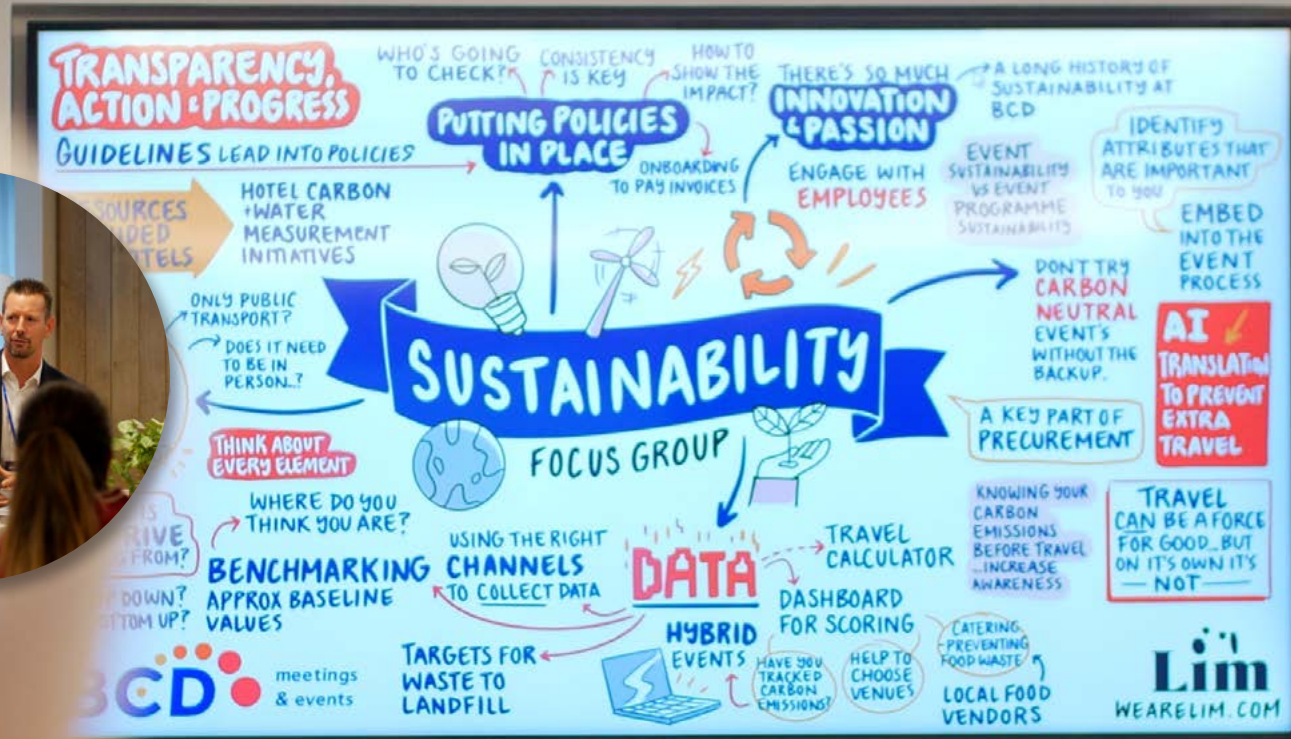 TRANSPARENCY,
ACTION & PROGRESS
GUIDELINES LEAD INTO POLICIES
WHO'S GOING
TO CHECK?
CONSISTENCY
IS KEY
HOW TO
SHOW THE
IMPACT?
PUTTING POLICIES
IN PLACE
ONBOARDING
TO PAY INVOICES
THERE'S SO MUCH
INNOVATION
& PASSION
A LONG HISTORY OF
SUSTAINABILITY AT
BCD
ENGAGE WITH
EMPLOYEES
EVENT
SUSTAINABILITY
VS EVENT
PROGRAMME
SUSTAINABILITY
IDENTIFY
ATTRIBUTES THAT
ARE IMPORTANT
TO YOU
EMBED
INTO THE
EVENT
PROCESS
HOTEL CARBON
+WATER
MEASUREMENT
INITIATIVES
ONLY PUBLIC
TRANSPORT?
DOES IT NEED
TO BE IN
PERSON..?
SUSTAINABILITY
FOCUS GROUP
DONT TRY
CARBON
NEUTRAL
EVENT'S
WITHOUT THE
BACKUP.
AI
TRANSLATION
TO PREVENT
EXTRA
TRAVEL
A KEY PART OF
PRECUREMENT
THINK ABOUT
EVERY ELEMENT
WHERE DO YOU
THINK YOU ARE?
FROM?
DOWN?
UP?
BENCHMARKING
APPROX BASELINE
VALUES
USING THE RIGHT
CHANNELS
TO COLLECT DATA
DATA
TRAVEL
CALCULATOR
DASHBOARD
FOR SCORING
KNOWING YOUR
CARBON
EMISSIONS
BEFORE TRAVEL
...INCREASE
AWARENESS
TRAVEL
CAN BE A FORCE
FOR GOOD...BUT
ON IT'S OWN IT'S
NOT
TARGETS FOR
WASTE TO
LANDFILL
HYBRID
EVENTS
HAVE YOU
TRACKED
CARBON
EMISSIONS?
HELP TO
CHOOSE
VENUES
CATERING
-PREVENTING
FOOD WASTE
LOCAL FOOD
VENDORS
BCD
meetings
& events
Lim
WEARELIM.COM